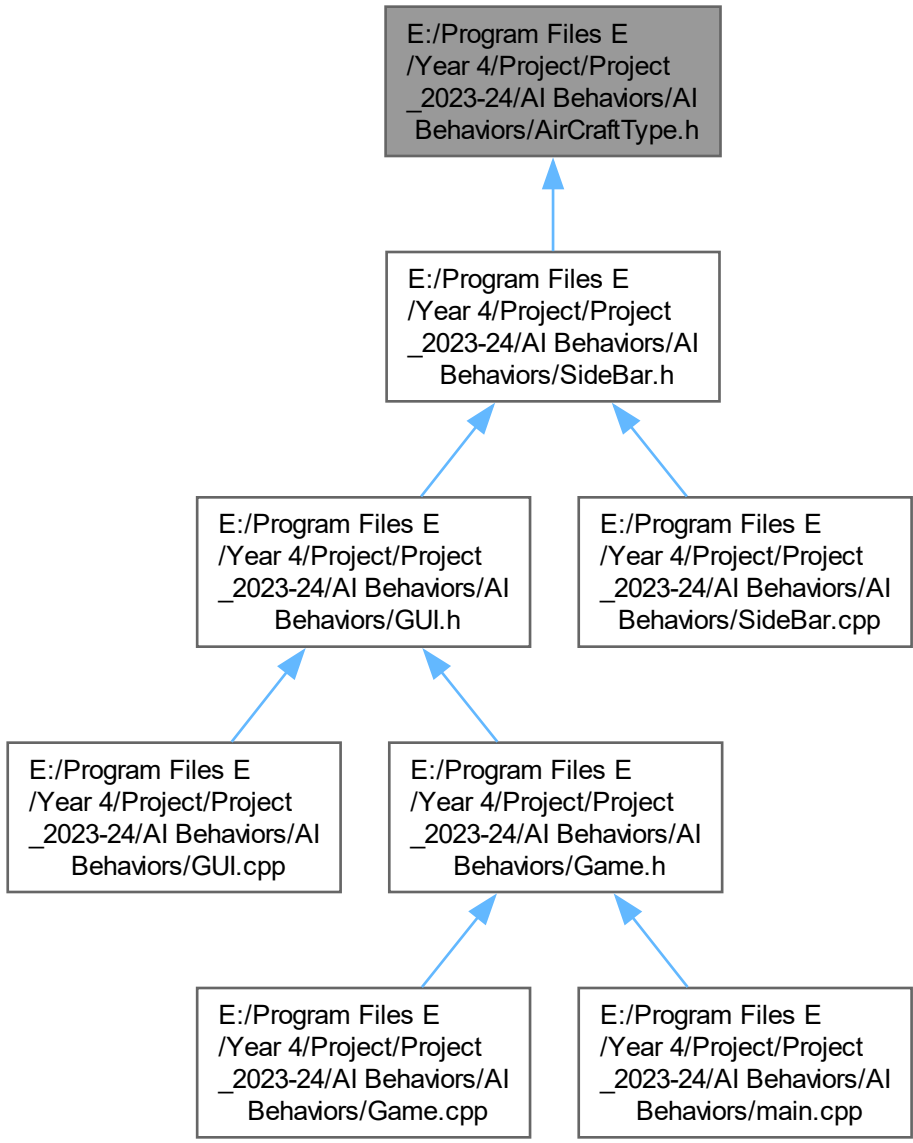 E:/Program Files E
/Year 4/Project/Project
_2023-24/AI Behaviors/AI
Behaviors/AirCraftType.h
E:/Program Files E
/Year 4/Project/Project
_2023-24/AI Behaviors/AI
Behaviors/SideBar.h
E:/Program Files E
/Year 4/Project/Project
_2023-24/AI Behaviors/AI
Behaviors/GUI.h
E:/Program Files E
/Year 4/Project/Project
_2023-24/AI Behaviors/AI
Behaviors/SideBar.cpp
E:/Program Files E
/Year 4/Project/Project
_2023-24/AI Behaviors/AI
Behaviors/GUI.cpp
E:/Program Files E
/Year 4/Project/Project
_2023-24/AI Behaviors/AI
Behaviors/Game.h
E:/Program Files E
/Year 4/Project/Project
_2023-24/AI Behaviors/AI
Behaviors/Game.cpp
E:/Program Files E
/Year 4/Project/Project
_2023-24/AI Behaviors/AI
Behaviors/main.cpp